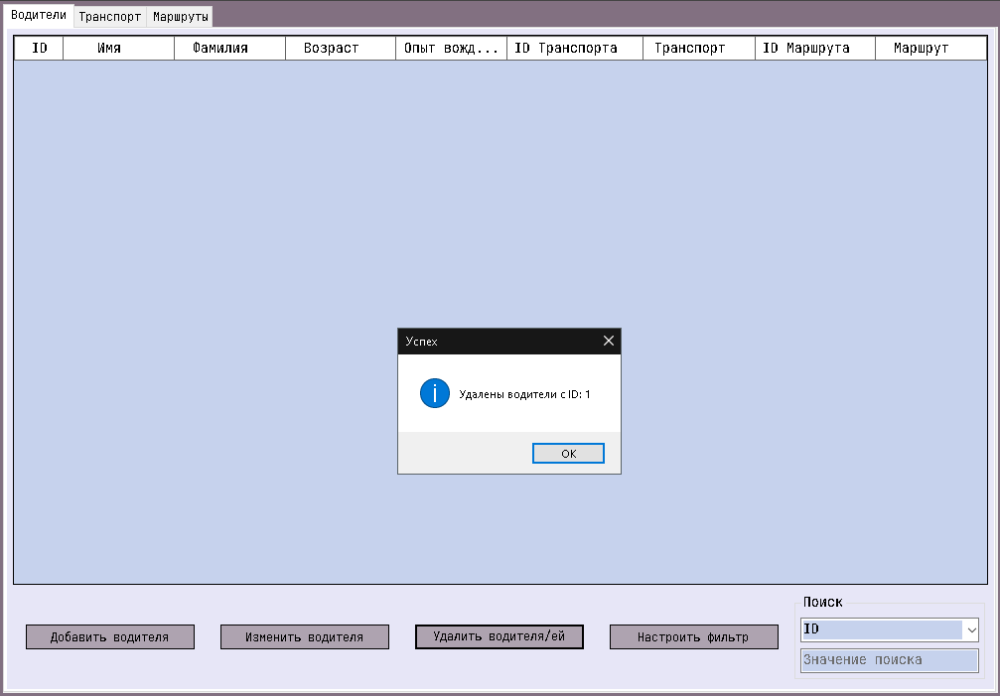 Водители Транспорт Маршруты
ID Имя Фамилия Возраст Опыт вожд... ID Транспорта Транспорт ID Маршрута Маршрут
Успех
Удалены водители с ID: 1
OK
Поиск
ID
Добавить водителя Изменить водителя Удалить водителя/ей Настроить фильтр
Значение поиска